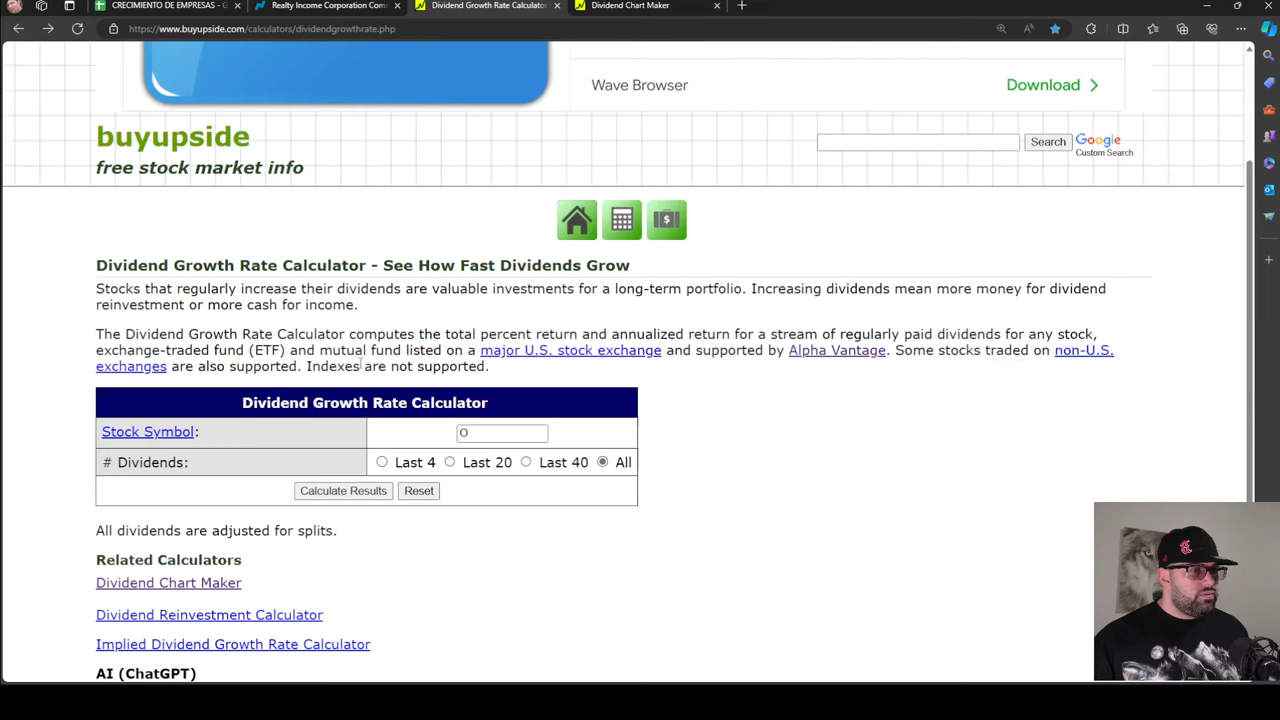 CRECIMIENTO DE EMPRESAS - G
Realty Income Corporation Com
Dividend Growth Rate Calculator
Dividend Chart Maker
https://www.buyupside.com/calculators/dividendgrowthrate.php
Wave Browser
Download
buyupside
free stock market info
Search
Google
Custom Search
Dividend Growth Rate Calculator - See How Fast Dividends Grow
Stocks that regularly increase their dividends are valuable investments for a long-term portfolio. Increasing dividends mean more money for dividend
reinvestment or more cash for income.
The Dividend Growth Rate Calculator computes the total percent return and annualized return for a stream of regularly paid dividends for any stock,
exchange-traded fund (ETF) and mutual fund listed on a major U.S. stock exchange and supported by Alpha Vantage. Some stocks traded on non-U.S.
exchanges are also supported. Indexes are not supported.
Dividend Growth Rate Calculator
Stock Symbol: O
# Dividends: Last 4 Last 20 Last 40 All
Calculate Results Reset
All dividends are adjusted for splits.
Related Calculators
Dividend Chart Maker
Dividend Reinvestment Calculator
Implied Dividend Growth Rate Calculator
AI (ChatGPT)